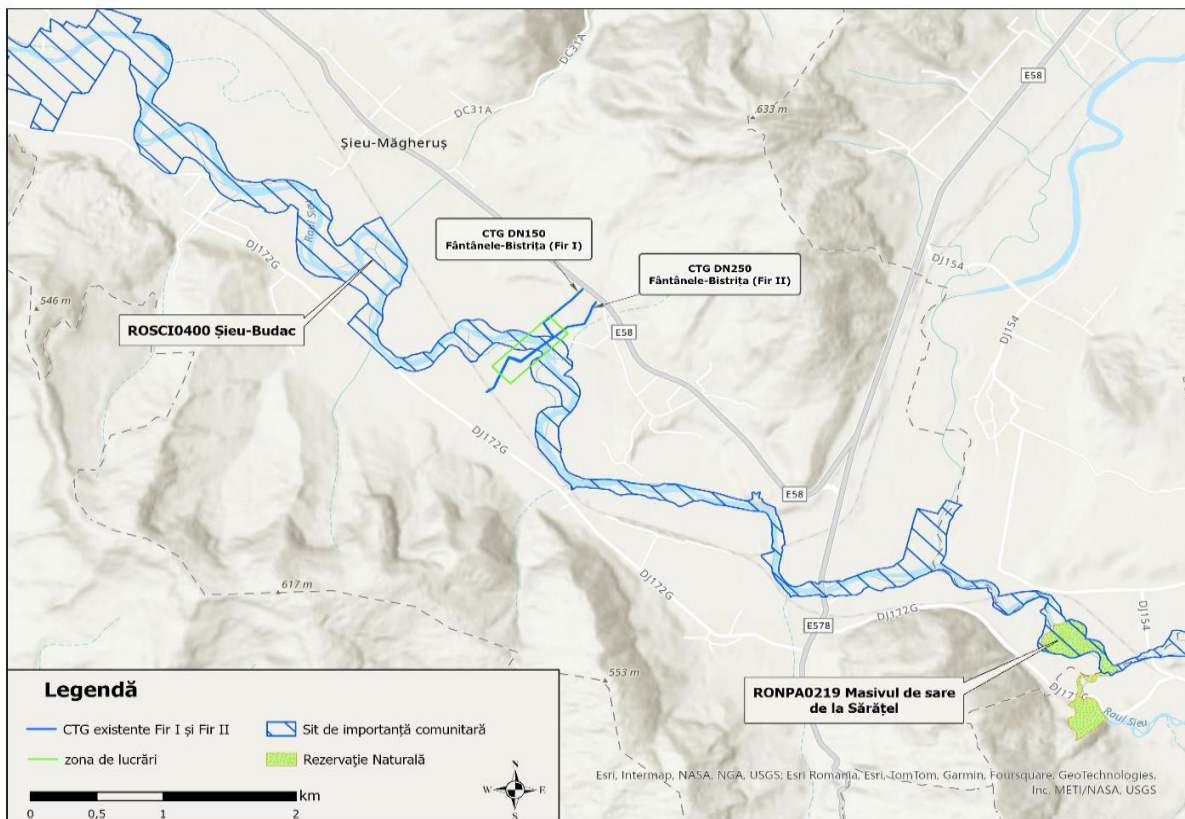 E58
633 m
DC31A
DC31A
Șieu-Măgheruș
Raul Sieu
CTG DN150
Fântânele-Bistrița (Fir I)
CTG DN250
Fântânele-Bistrița (Fir II)
DJ172G
DJ154
546 m
ROSCI0400 Șieu-Budac
E58
DJ154
DJ172G
E58
617 m
DJ172G
DJ172G
E578
DJ154
553 m
RONPA0219 Masivul de sare
de la Sărățel
Raul Sieu
Legendă
CTG existente Fir I și Fir II
Sit de importanță comunitară
zona de lucrări
Rezervație Naturală
km
0
0,5
1
2
N
W
E
S
Esri, Intermap, NASA, NGA, USGS; Esri Romania, Esri, TomTom, Garmin, Foursquare, GeoTechnologies,
Inc, METI/NASA, USGS